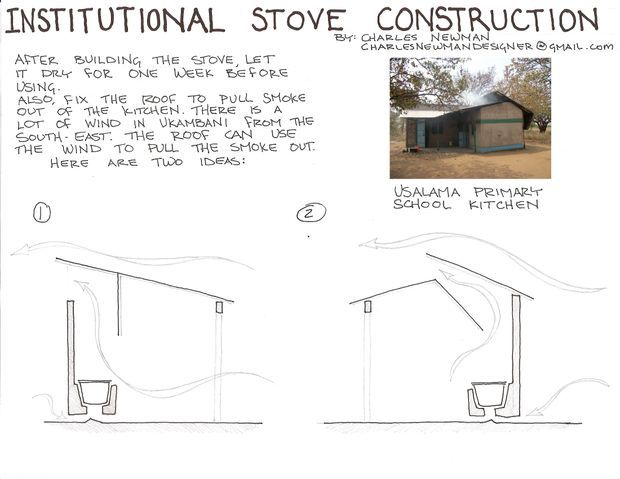 INSTITUTIONAL STOVE CONSTRUCTION
BY: CHARLES NEWMAN
CHARLESNEWMANDESIGNER@GMAIL.COM
AFTER BUILDING THE STOVE, LET
IT DRY FOR ONE WEEK BEFORE
USING.
ALSO, FIX THE ROOF TO PULL SMOKE
OUT OF THE KITCHEN. THERE IS A
LOT OF WIND IN UKAMBANI FROM THE
SOUTH-EAST. THE ROOF CAN USE
THE WIND TO PULL THE SMOKE OUT.
HERE ARE TWO IDEAS:
USALAMA PRIMARY
SCHOOL KITCHEN
1
2